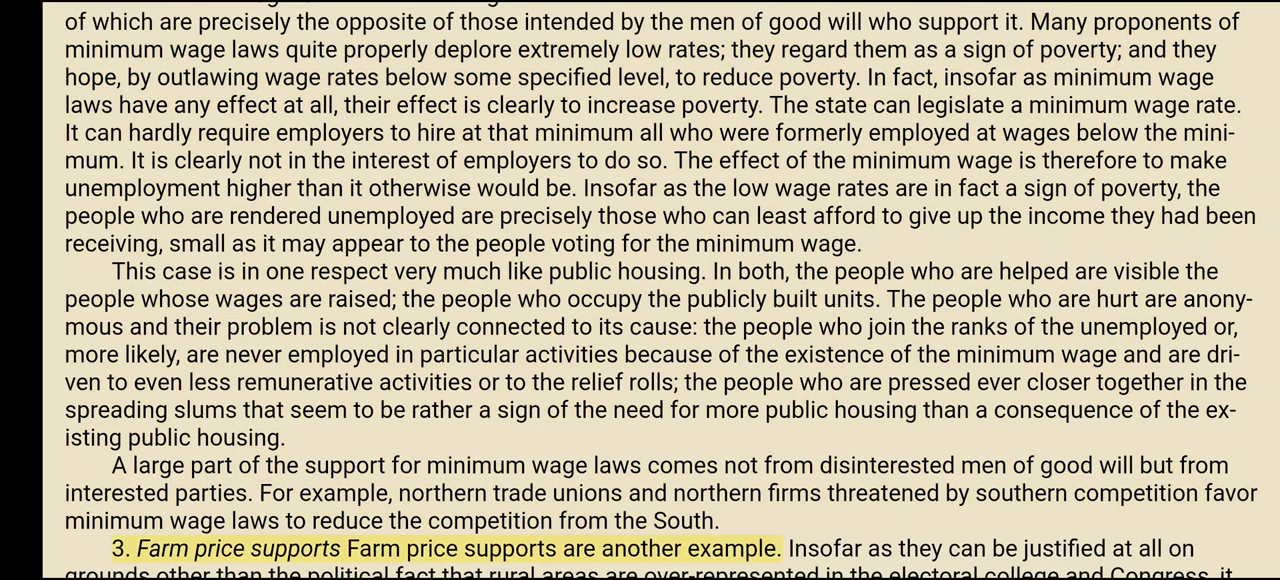 of which are precisely the opposite of those intended by the men of good will who support it. Many proponents of
minimum wage laws quite properly deplore extremely low rates; they regard them as a sign of poverty; and they
hope, by outlawing wage rates below some specified level, to reduce poverty. In fact, insofar as minimum wage
laws have any effect at all, their effect is clearly to increase poverty. The state can legislate a minimum wage rate.
It can hardly require employers to hire at that minimum all who were formerly employed at wages below the mini-
mum. It is clearly not in the interest of employers to do so. The effect of the minimum wage is therefore to make
unemployment higher than it otherwise would be. Insofar as the low wage rates are in fact a sign of poverty, the
people who are rendered unemployed are precisely those who can least afford to give up the income they had been
receiving, small as it may appear to the people voting for the minimum wage.
This case is in one respect very much like public housing. In both, the people who are helped are visible the
people whose wages are raised; the people who occupy the publicly built units. The people who are hurt are anony-
mous and their problem is not clearly connected to its cause: the people who join the ranks of the unemployed or,
more likely, are never employed in particular activities because of the existence of the minimum wage and are dri-
ven to even less remunerative activities or to the relief rolls; the people who are pressed ever closer together in the
spreading slums that seem to be rather a sign of the need for more public housing than a consequence of the ex-
isting public housing.
A large part of the support for minimum wage laws comes not from disinterested men of good will but from
interested parties. For example, northern trade unions and northern firms threatened by southern competition favor
minimum wage laws to reduce the competition from the South.
3. Farm price supports Farm price supports are another example. Insofar as they can be justified at all on
grounds other than the political fact that rural areas are over-represented in the electoral college and Congress, it